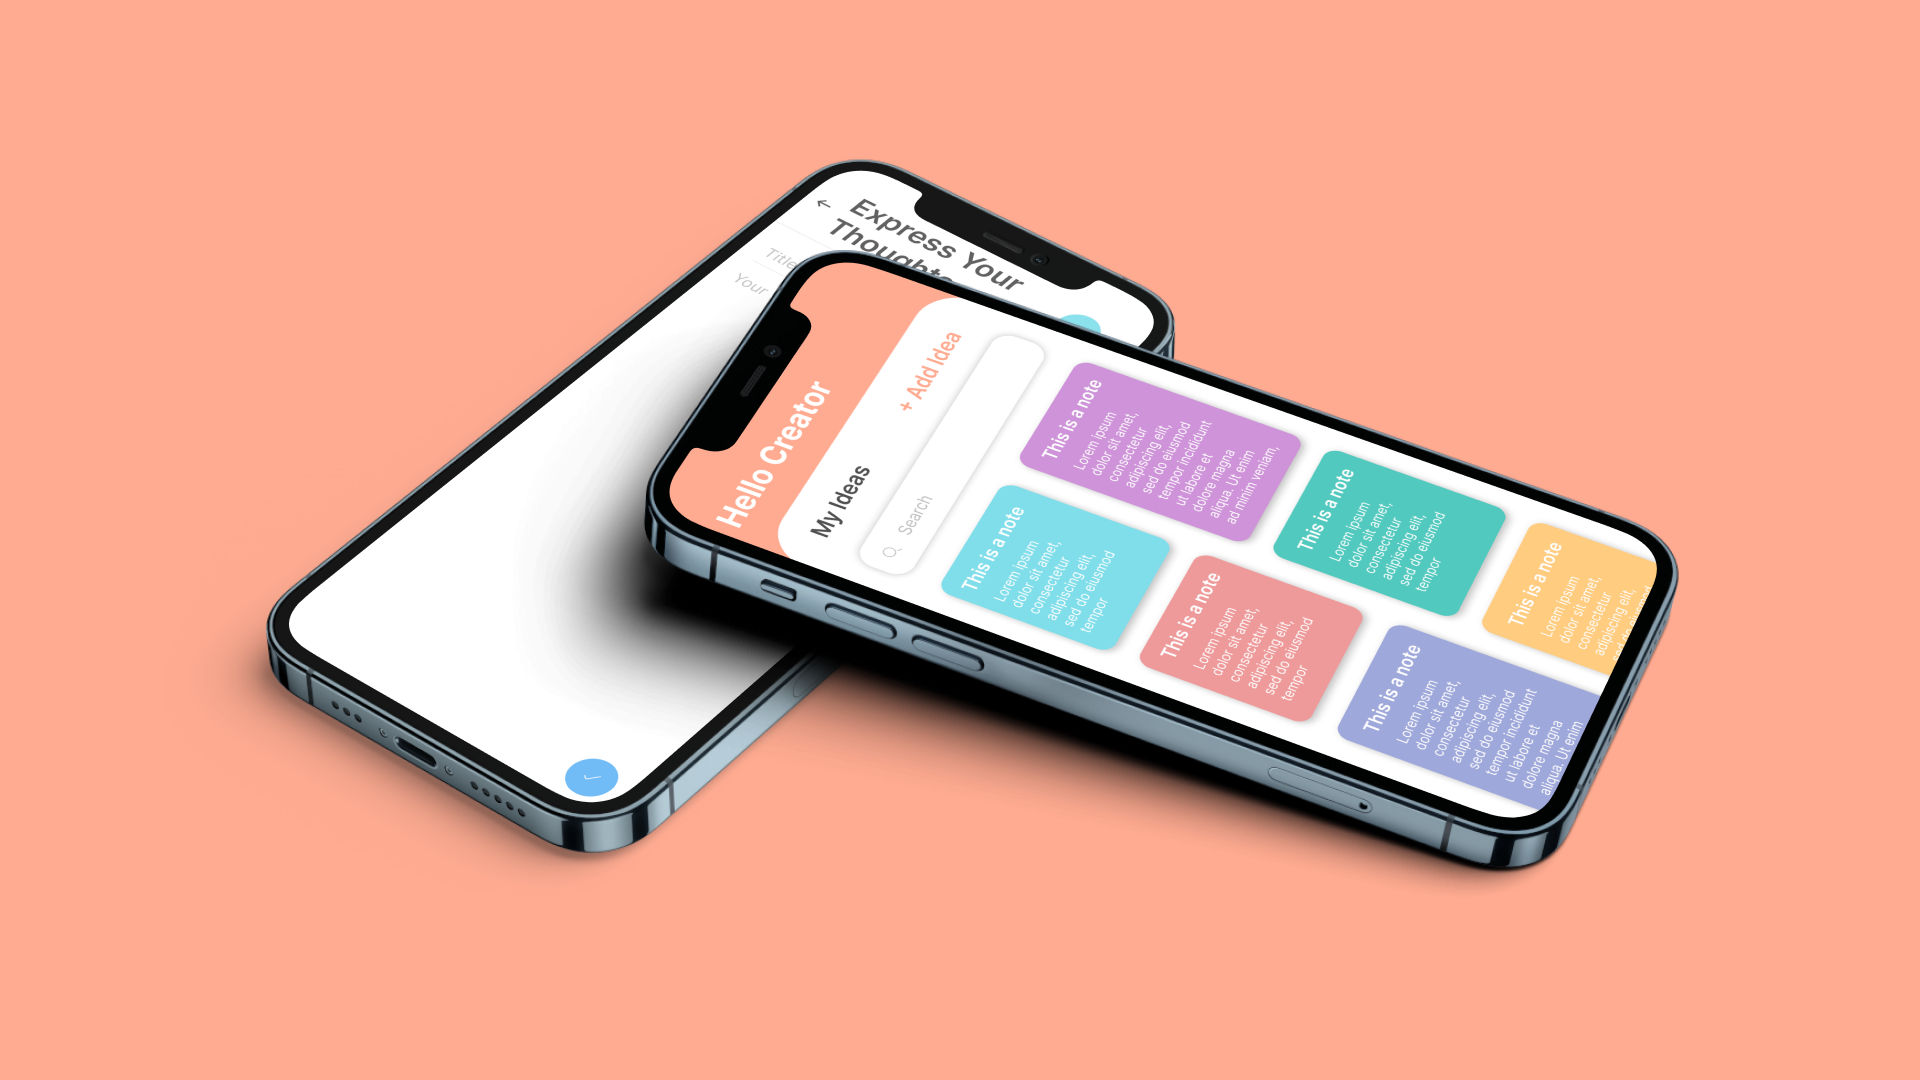 Express Your
Thoughts
Title
Your
Hello Creator
My Ideas
+ Add Idea
Search
This is a note
Lorem ipsum
dolor sit amet,
consectetur
adipiscing elit,
sed do eiusmod
tempor
This is a note
Lorem ipsum
dolor sit amet,
consectetur
adipiscing elit,
sed do eiusmod
tempor incididunt
ut labore et
dolore magna
aliqua. Ut enim
ad minim veniam,
This is a note
Lorem ipsum
dolor sit amet,
consectetur
adipiscing elit,
sed do eiusmod
tempor
This is a note
Lorem ipsum
dolor sit amet,
consectetur
adipiscing elit,
sed do eiusmod
tempor
This is a note
Lorem ipsum
dolor sit amet,
consectetur
adipiscing elit,
sed do eiusmod
tempor incididunt
ut labore et
dolore magna
aliqua. Ut enim
This is a note
Lorem ipsum
dolor sit amet,
consectetur
adipiscing elit,